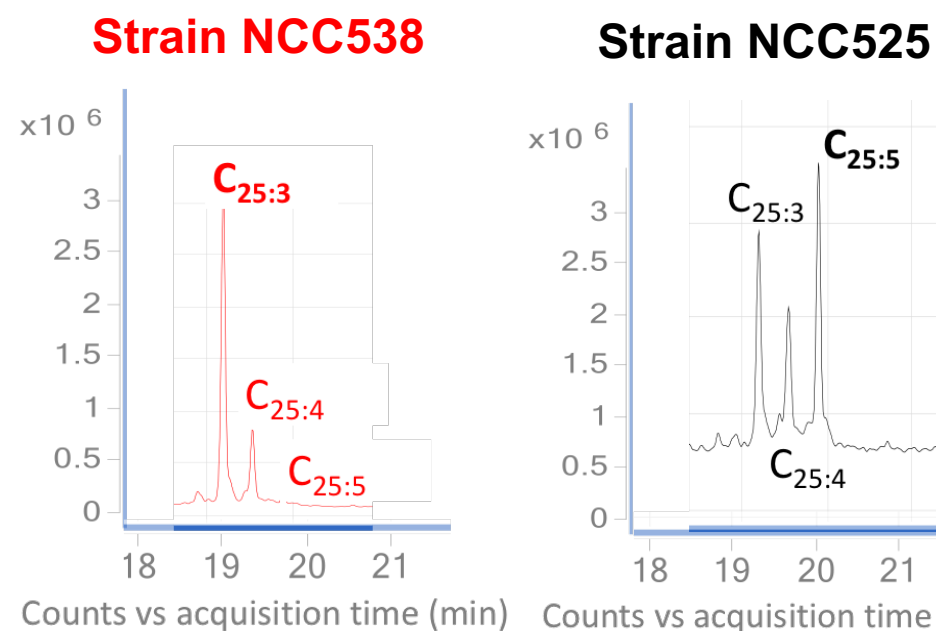 Strain NCC538
x10 6
3
2.5
2
1.5
1
0.5
0
C25:3
C25:4
C25:5
18 19 20 21
Counts vs acquisition time (min)
Strain NCC525
x10 6
3
2.5
2
1.5
1
0.5
0
C25:3
C25:5
C25:4
18 19 20 21
Counts vs acquisition time